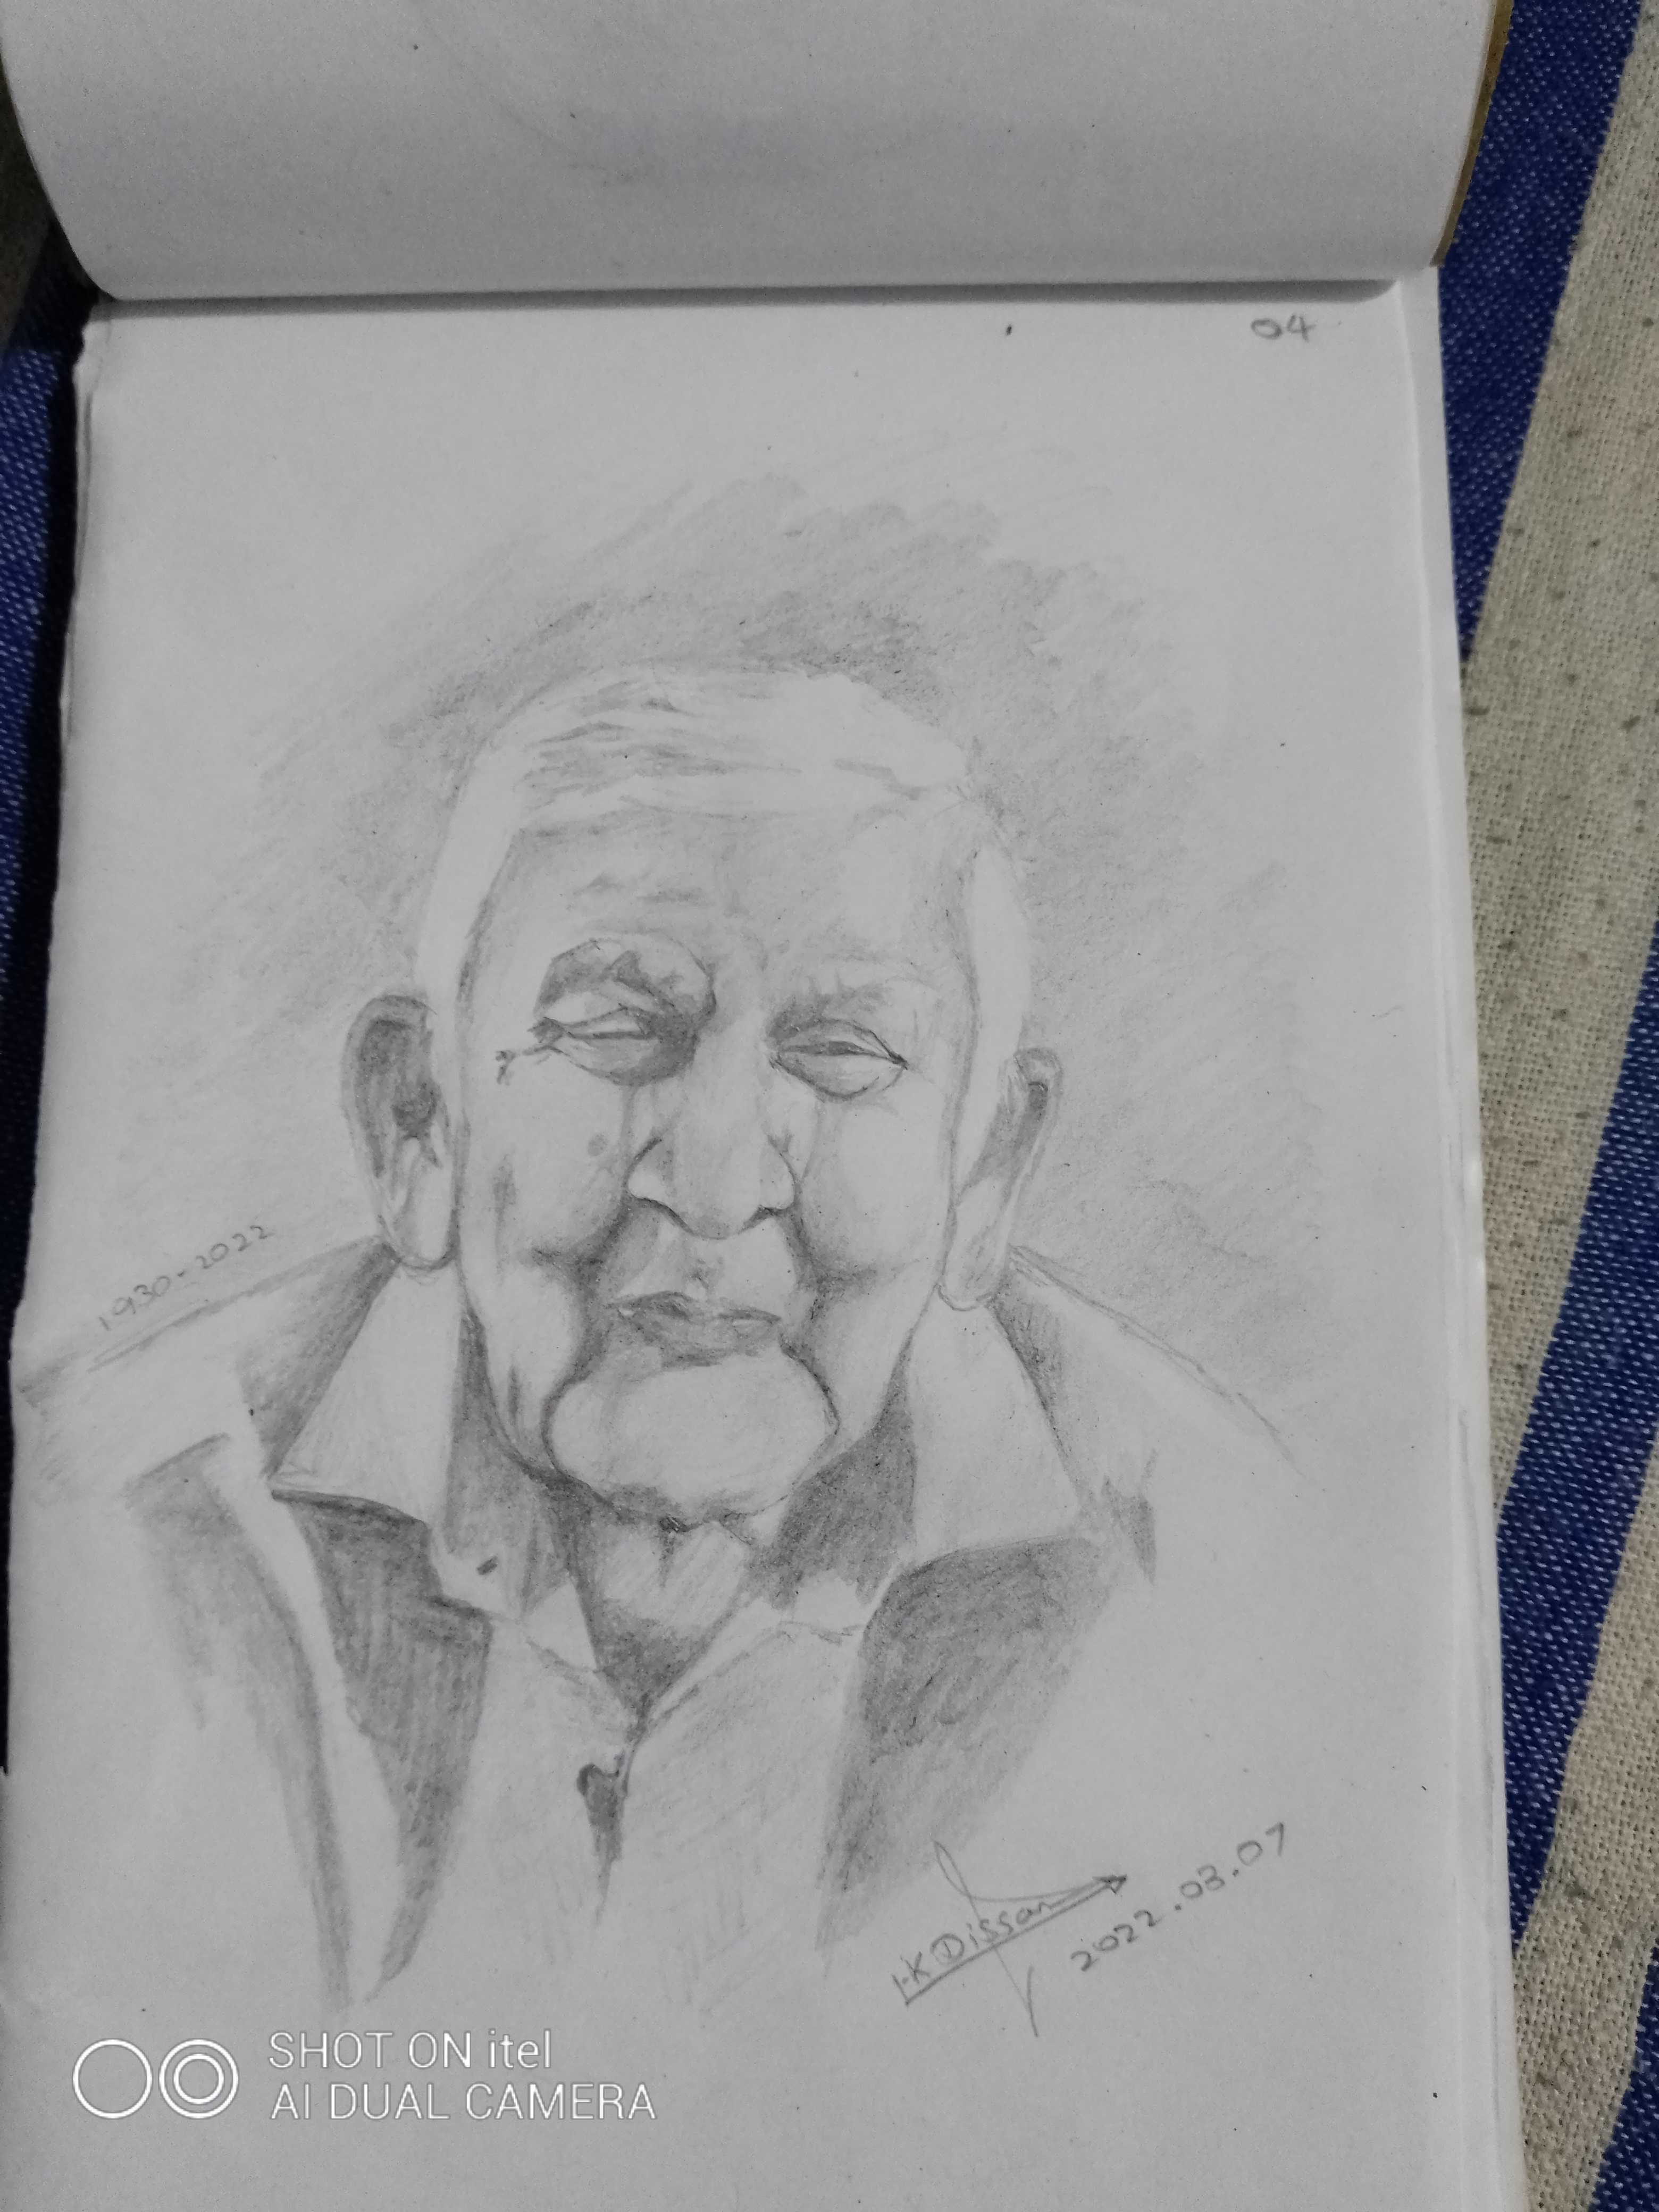 04
1930-2022
I-K Dissan
2022.03.07
SHOT ON itel
AI DUAL CAMERA